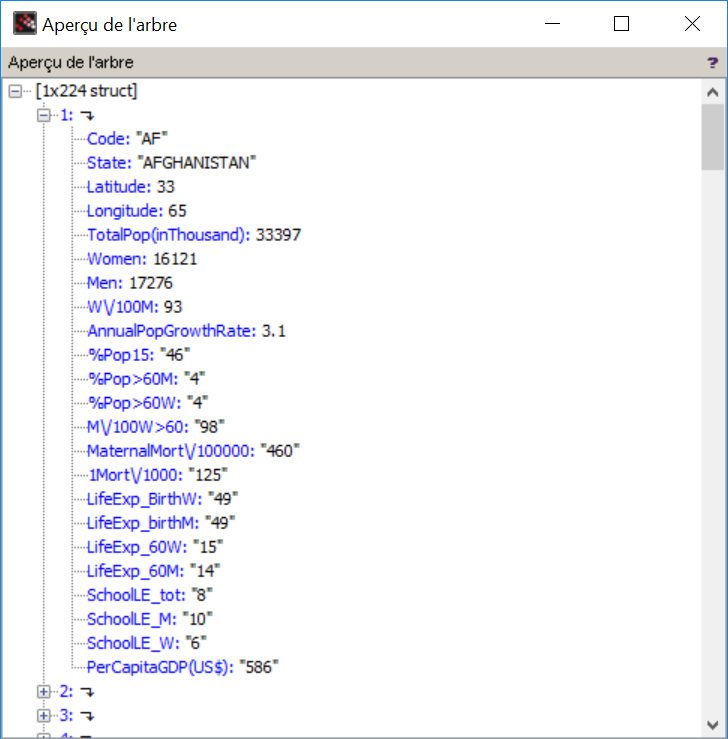 Aperçu de l'arbre
Aperçu de l'arbre ?
[1x224 struct]
1:
Code: "AF"
State: "AFGHANISTAN"
Latitude: 33
Longitude: 65
TotalPop(inThousand): 33397
Women: 16121
Men: 17276
W\/100M: 93
AnnualPopGrowthRate: 3.1
%Pop15: "46"
%Pop>60M: "4"
%Pop>60W: "4"
M\/100W>60: "98"
MaternalMort\/100000: "460"
1Mort\/1000: "125"
LifeExp_BirthW: "49"
LifeExp_birthM: "49"
LifeExp_60W: "15"
LifeExp_60M: "14"
SchoolLE_tot: "8"
SchoolLE_M: "10"
SchoolLE_W: "6"
PerCapitaGDP(US$): "586"
2:
3:
4: